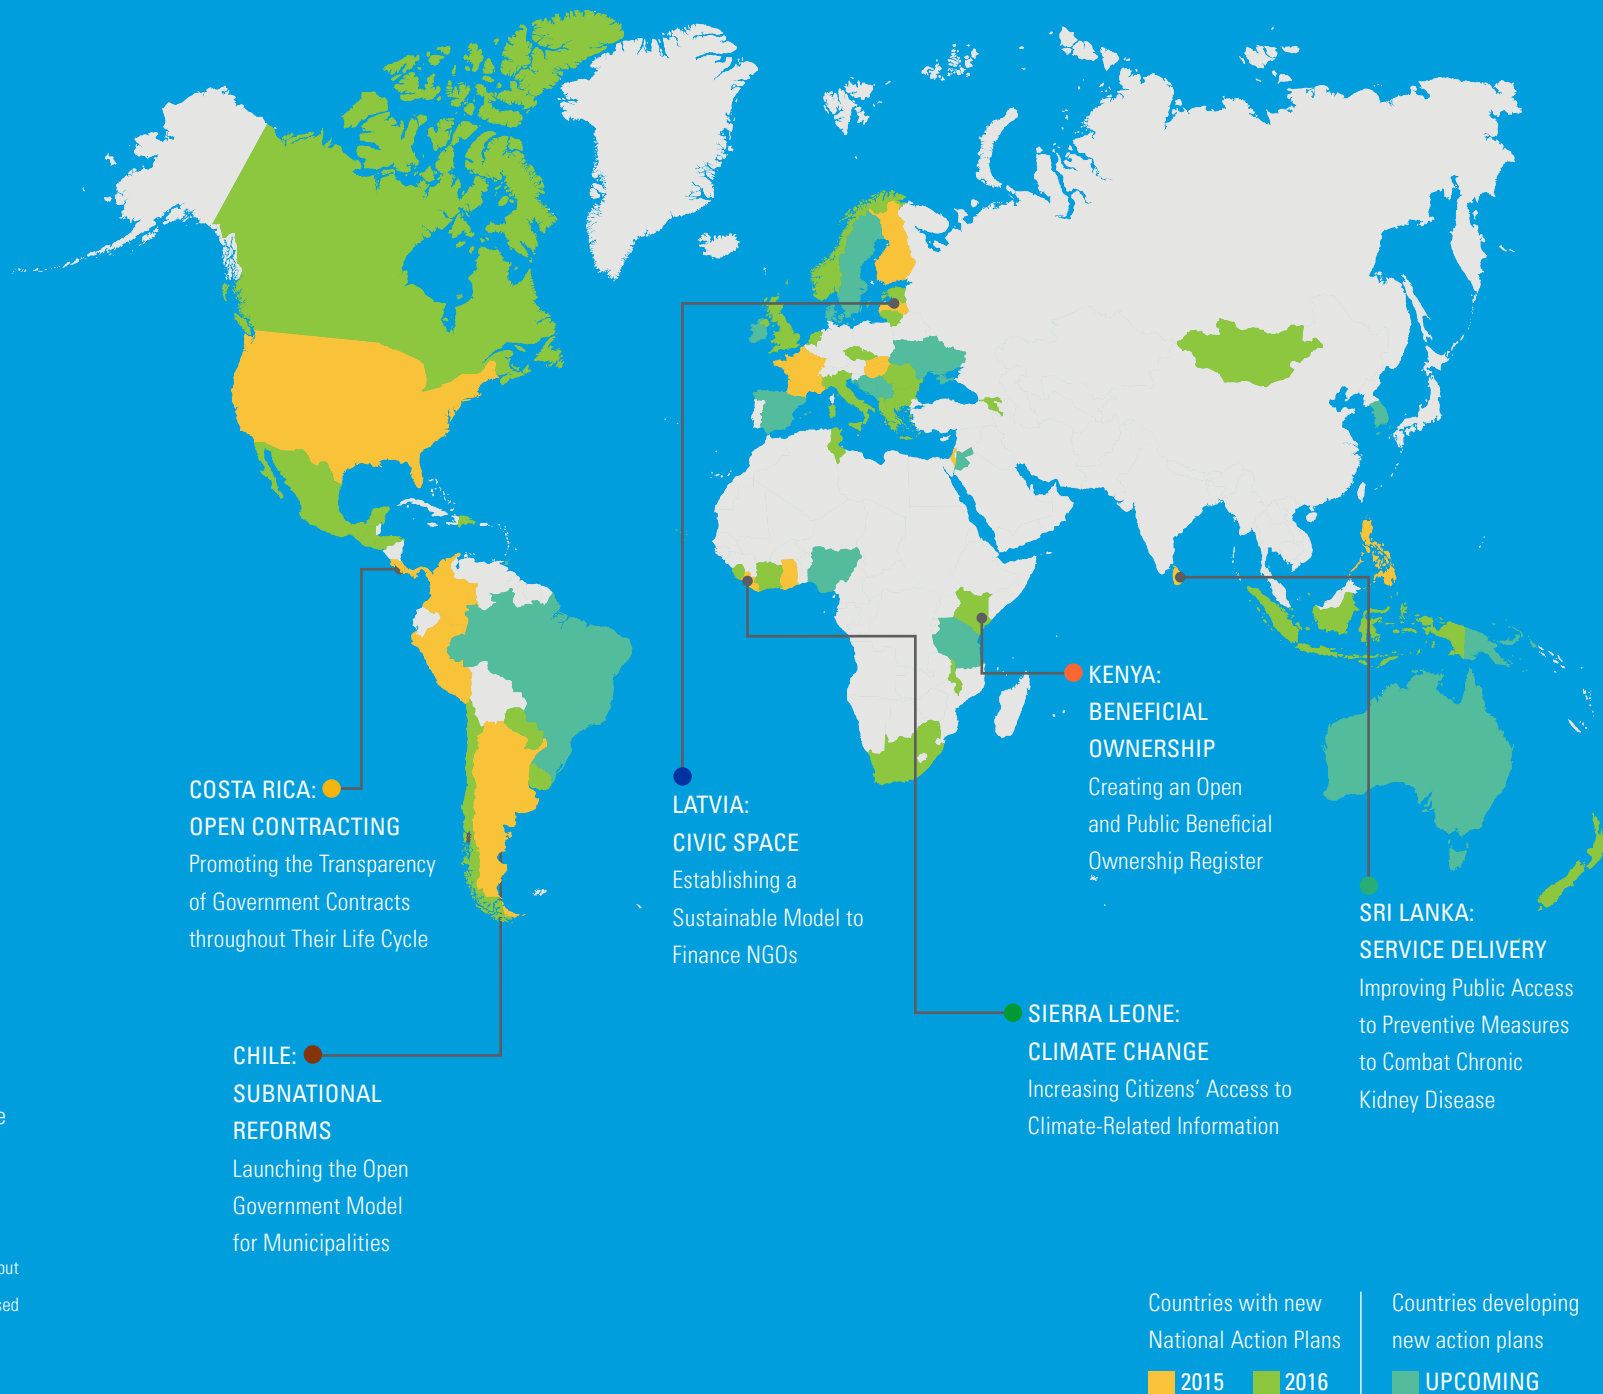 COSTA RICA:
OPEN CONTRACTING
Promoting the Transparency
of Government Contracts
throughout Their Life Cycle
CHILE:
SUBNATIONAL
REFORMS
Launching the Open
Government Model
for Municipalities
LATVIA:
CIVIC SPACE
Establishing a
Sustainable Model to
Finance NGOs
KENYA:
BENEFICIAL
OWNERSHIP
Creating an Open
and Public Beneficial
Ownership Register
SIERRA LEONE:
CLIMATE CHANGE
Increasing Citizens’ Access to
Climate-Related Information
SRI LANKA:
SERVICE DELIVERY
Improving Public Access
to Preventive Measures
to Combat Chronic
Kidney Disease
Countries with new
National Action Plans
2015 2016
Countries developing
new action plans
UPCOMING